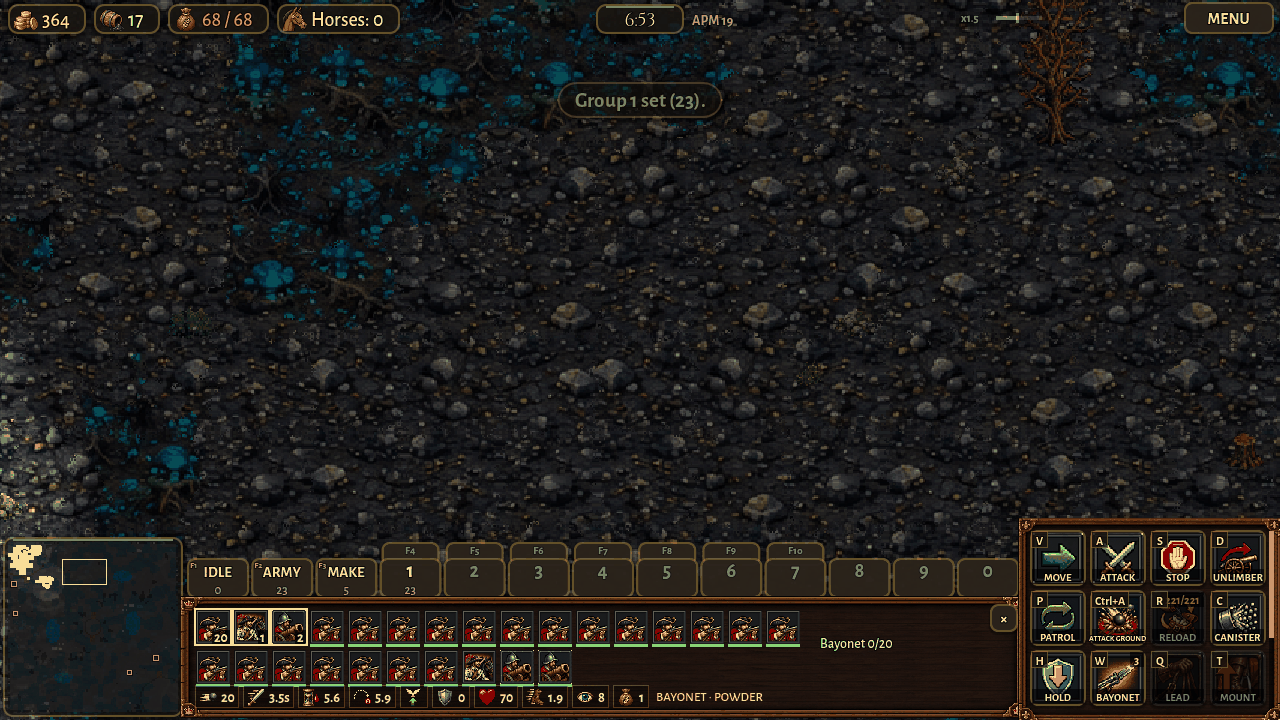 364
17
68 / 68
Horses: 0
6:53
APM 19
x1.5
MENU
Group 1 set (23).
F1 IDLE 0
F2 ARMY 23
F3 MAKE 5
F4 1 23
F5 2
F6 3
F7 4
F8 5
F9 6
F10 7
8
9
0
20
1
2
×
Bayonet 0/20
20
3.5s
5.6
5.9
0
70
1.9
8
1
BAYONET · POWDER
V MOVE
A ATTACK
S STOP
D UNLIMBER
P PATROL
Ctrl+A ATTACK GROUND
R 221/221 RELOAD
C CANISTER
H HOLD
W 3 BAYONET
Q LEAD
T MOUNT